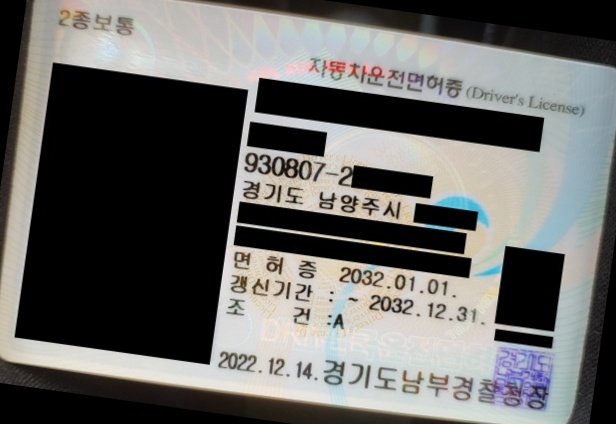 2종보통
자동차운전면허증 (Driver's License)
930807-2
경기도 남양주시
면 허 증 2032.01.01.
갱신기간 : ~ 2032.12.31.
조 건 :A
2022.12.14. 경기도남부경찰청장